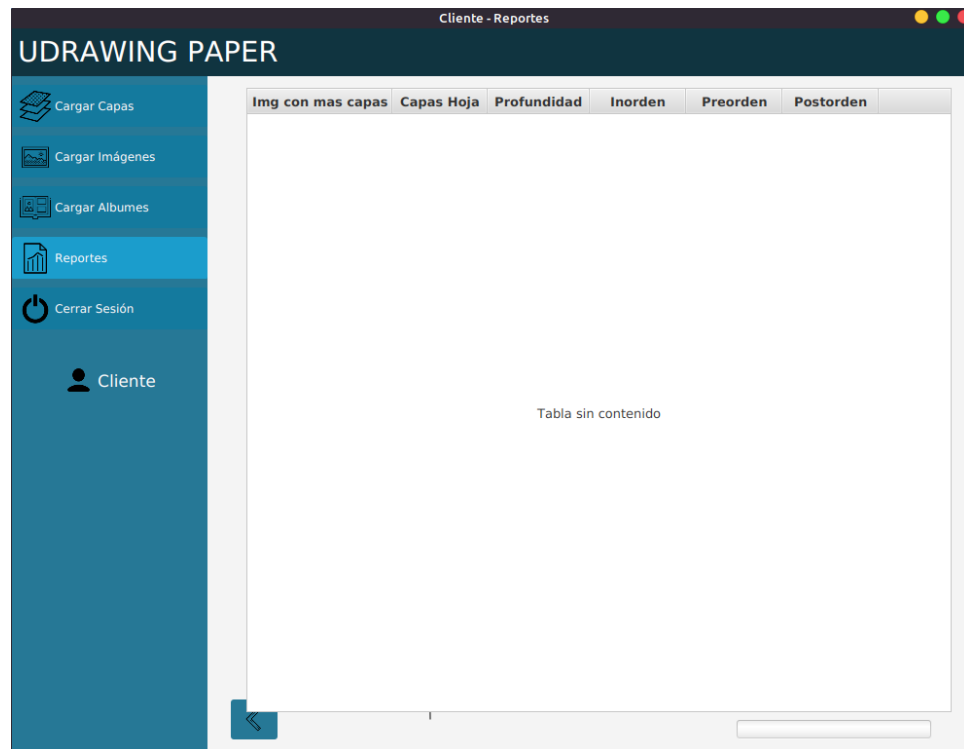 Cliente - Reportes
UDRAWING PAPER
Cargar Capas
Cargar Imágenes
Cargar Albumes
Reportes
Cerrar Sesión
Cliente
Img con mas capas Capas Hoja Profundidad Inorden Preorden Postorden
Tabla sin contenido